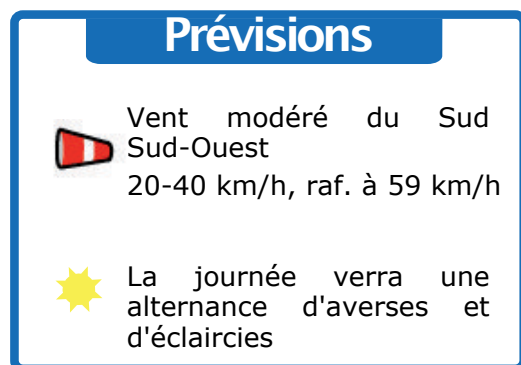 Prévisions
Vent modéré du Sud
Sud-Ouest
20-40 km/h, raf. à 59 km/h
La journée verra une
alternance d'averses et
d'éclaircies